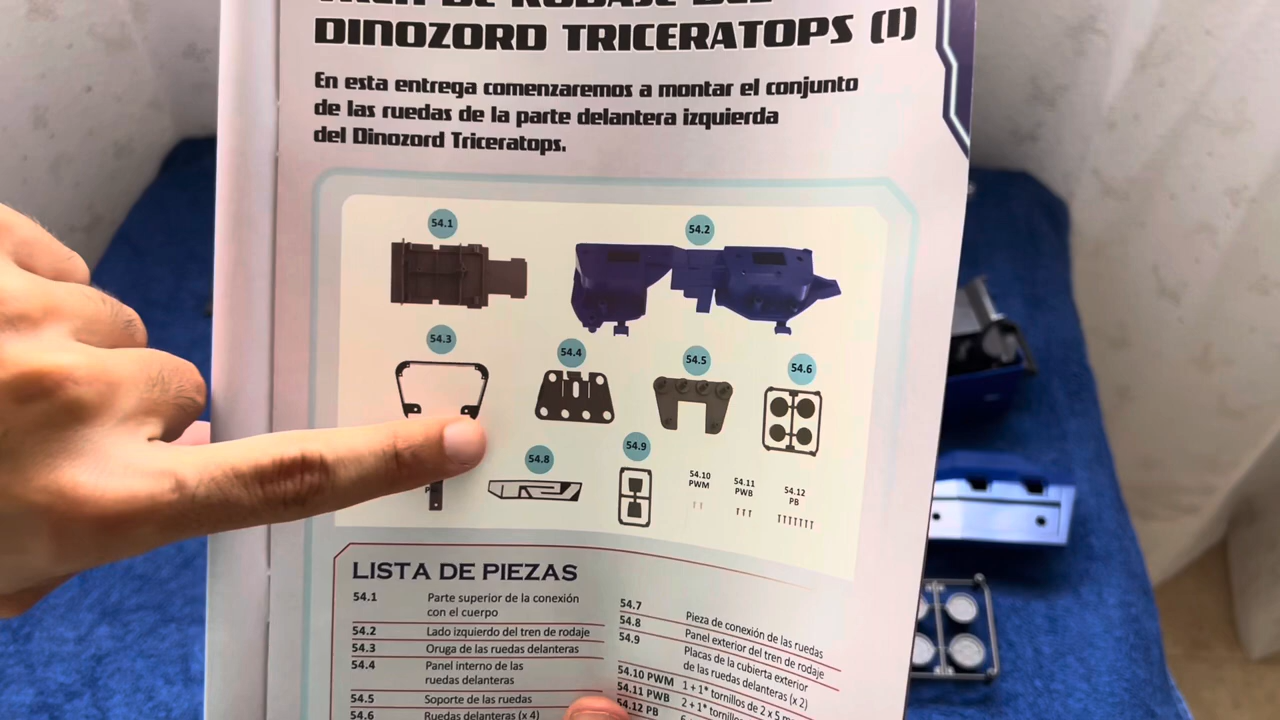 DINOZORD TRICERATOPS (I)
En esta entrega comenzaremos a montar el conjunto
de las ruedas de la parte delantera izquierda
del Dinozord Triceratops.
54.1
54.2
54.3
54.4
54.5
54.6
54.8
54.9
54.10
PWM
54.11
PWB
54.12
PB
LISTA DE PIEZAS
54.1 Parte superior de la conexión
con el cuerpo
54.2 Lado izquierdo del tren de rodaje
54.3 Oruga de las ruedas delanteras
54.4 Panel interno de las
ruedas delanteras
54.5 Soporte de las ruedas
54.6 Ruedas delanteras (x 4)
54.7 Pieza de conexión de las ruedas
54.8 Panel exterior del tren de rodaje
54.9 Placas de la cubierta exterior
de las ruedas delanteras (x 2)
54.10 PWM 1 + 1* tornillos de 2 x 5 m
54.11 PWB 2 + 1* tornillos
54.12 PB